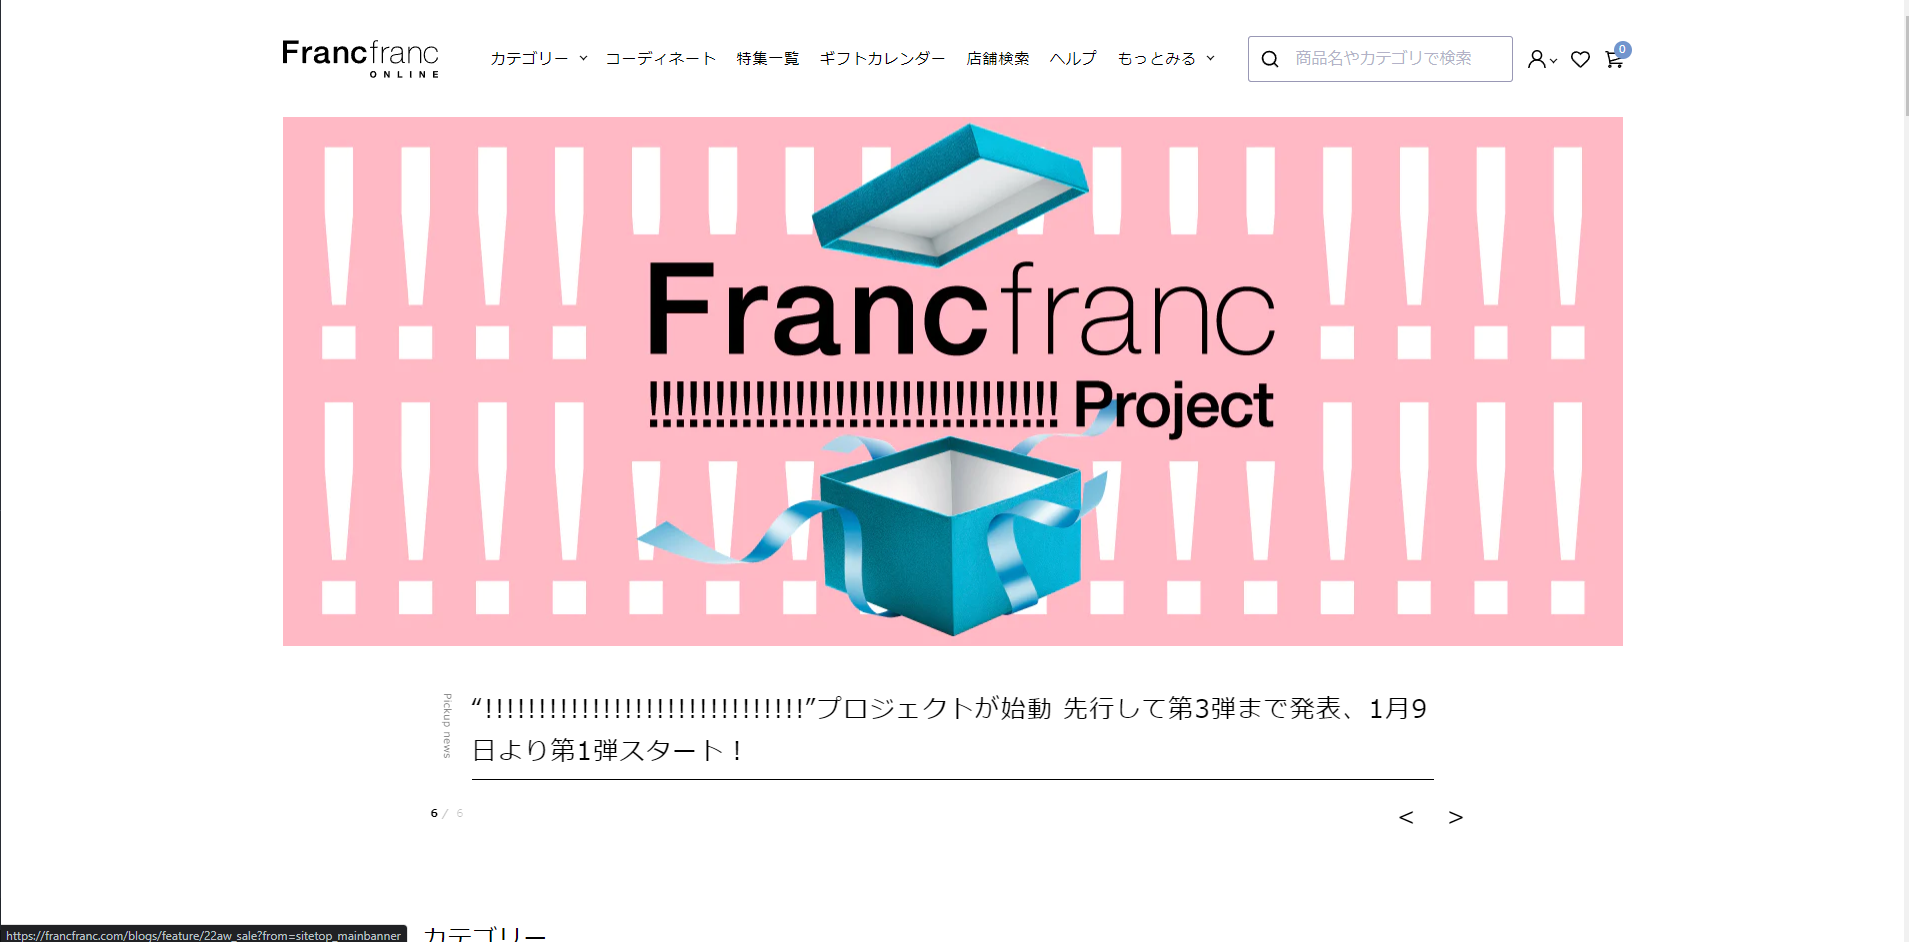 Francfranc
ONLINE
カテゴリー
コーディネート
特集一覧
ギフトカレンダー
店舗検索
ヘルプ
もっとみる
商品名やカテゴリで検索
0
Francfranc
!!!!!!!!!!!!!!!!!!!!!!!!!!!!!!! Project
Pickup news
“!!!!!!!!!!!!!!!!!!!!!!!!!!!!!!!”プロジェクトが始動 先行して第3弾まで発表、1月9
日より第1弾スタート！
6 / 6
< >
カテゴリー
https://francfranc.com/blogs/feature/22aw_sale?from=sitetop_mainbanner